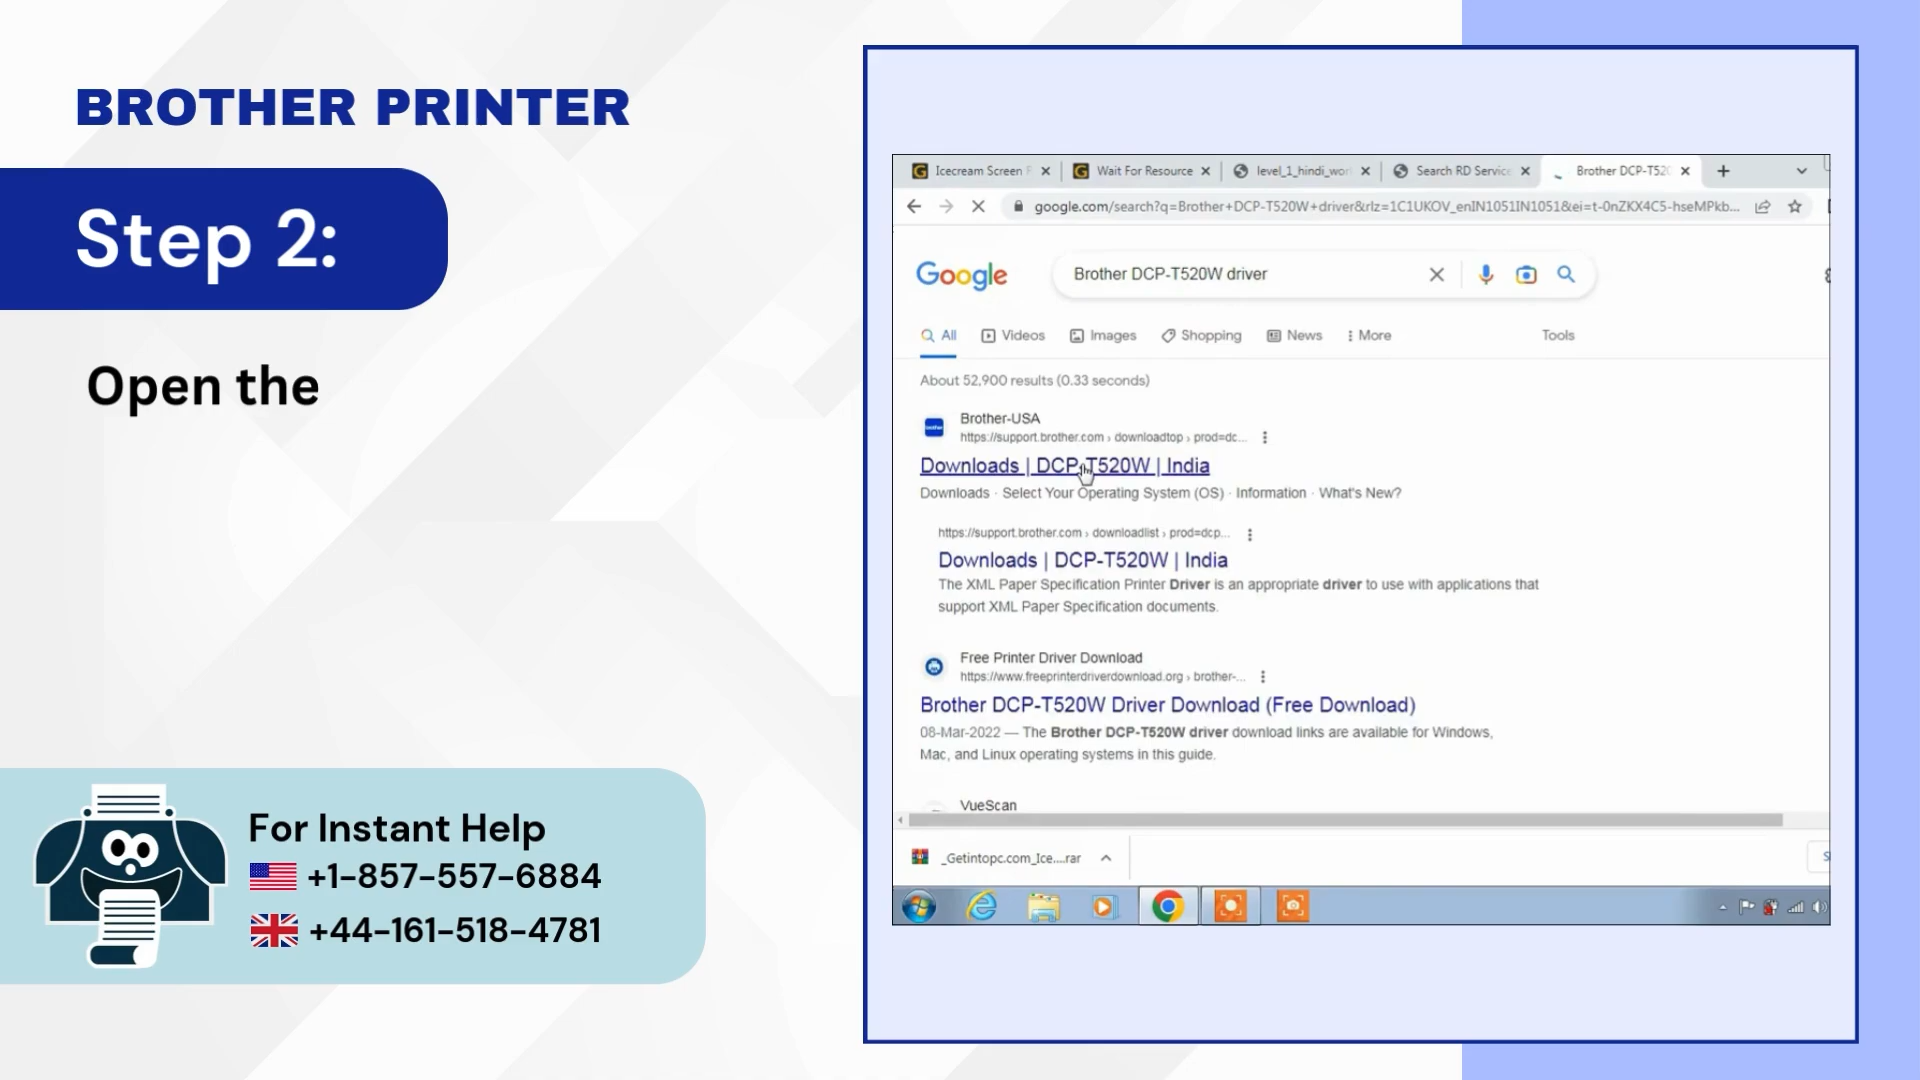 BROTHER PRINTER
Step 2:
Open the
For Instant Help
+1-857-557-6884
+44-161-518-4781
Icecream Screen
Wait For Resource
level_1_hindi_wor
Search RD Service
Brother DCP-T520
google.com/search?q=Brother+DCP-T520W+driver&rlz=1C1UKOV_enIN1051IN1051&ei=t-0nZKX4C5-hseMPkb...
Google
Brother DCP-T520W driver
All
Videos
Images
Shopping
News
More
Tools
About 52,900 results (0.33 seconds)
Brother-USA
https://support.brother.com › downloadtop › prod=dc...
Downloads | DCP-T520W | India
Downloads · Select Your Operating System (OS) · Information · What's New?
https://support.brother.com › downloadlist › prod=dcp...
Downloads | DCP-T520W | India
The XML Paper Specification Printer Driver is an appropriate driver to use with applications that
support XML Paper Specification documents.
Free Printer Driver Download
https://www.freeprinterdriverdownload.org › brother-...
Brother DCP-T520W Driver Download (Free Download)
08-Mar-2022 — The Brother DCP-T520W driver download links are available for Windows,
Mac, and Linux operating systems in this guide.
VueScan
_Getintopc.com_Ice....rar